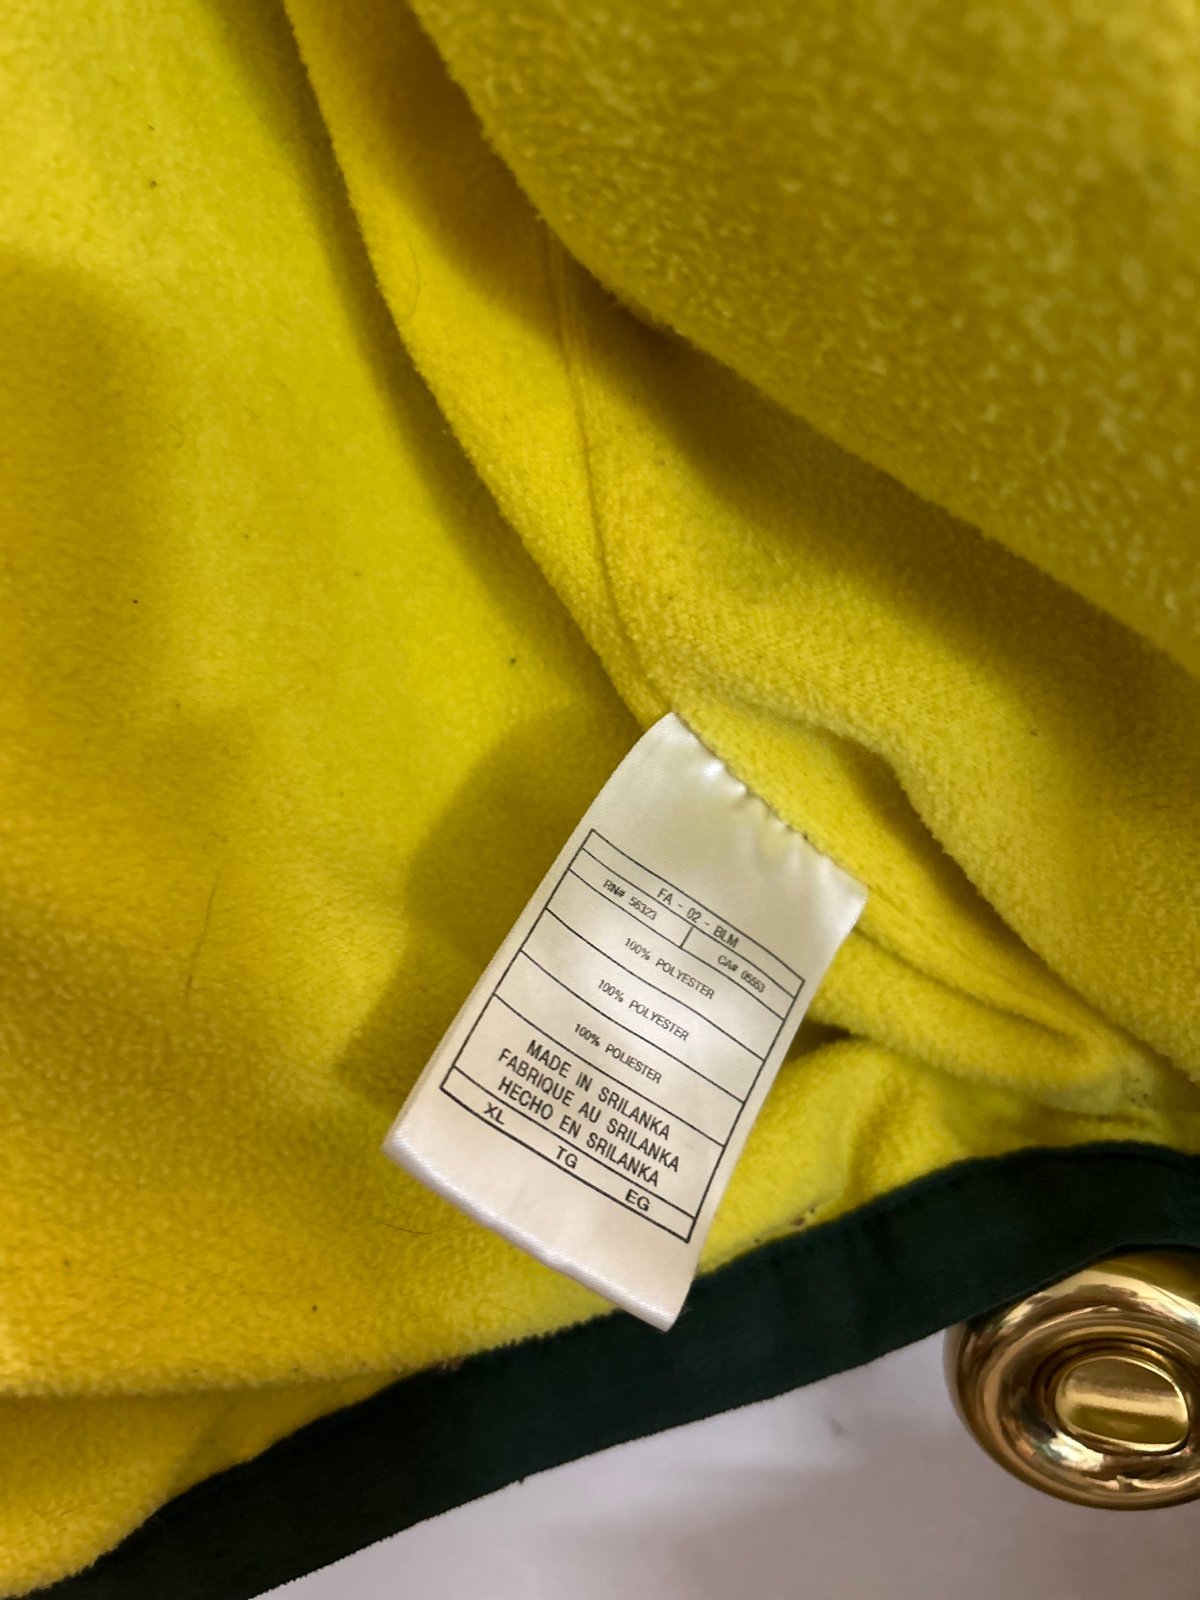 FA - 02 - BLM
RN# 56323 CA# 05553
100% POLYESTER
100% POLYESTER
100% POLIESTER
MADE IN SRILANKA
FABRIQUE AU SRILANKA
HECHO EN SRILANKA
XL TG EG